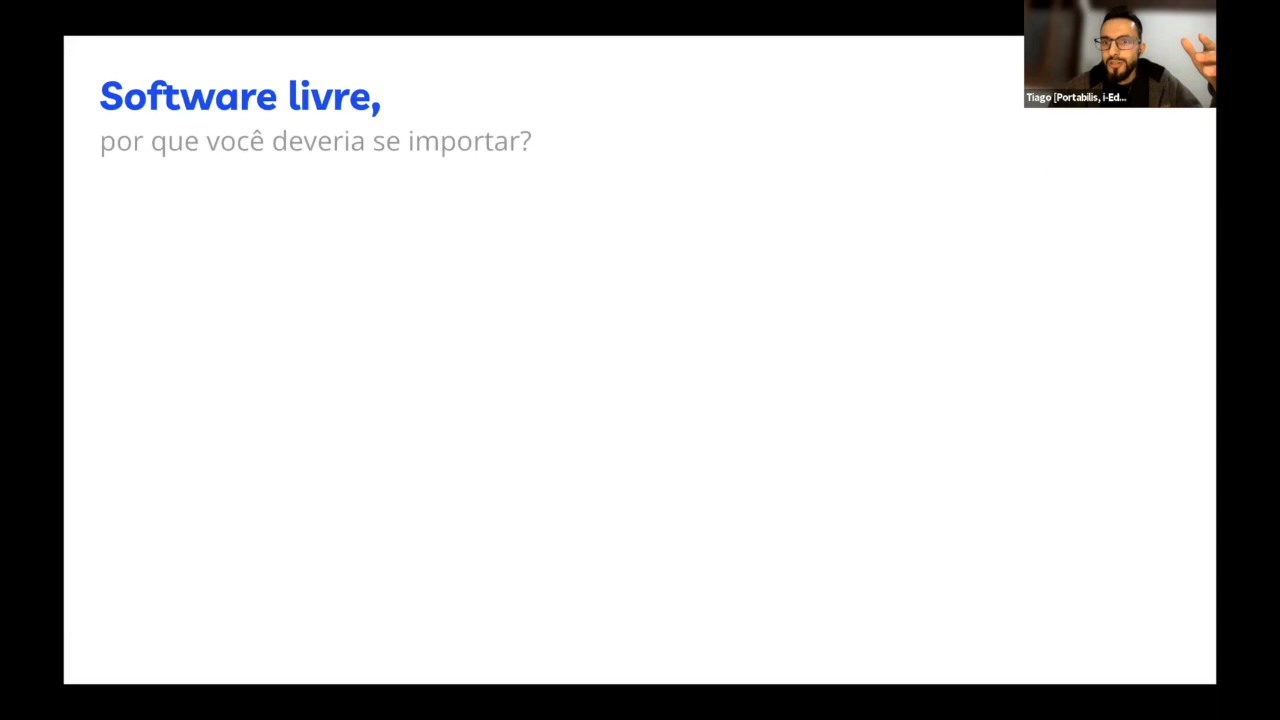 Software livre,
por que você deveria se importar?
Tiago [Portabilis, i-Ed...